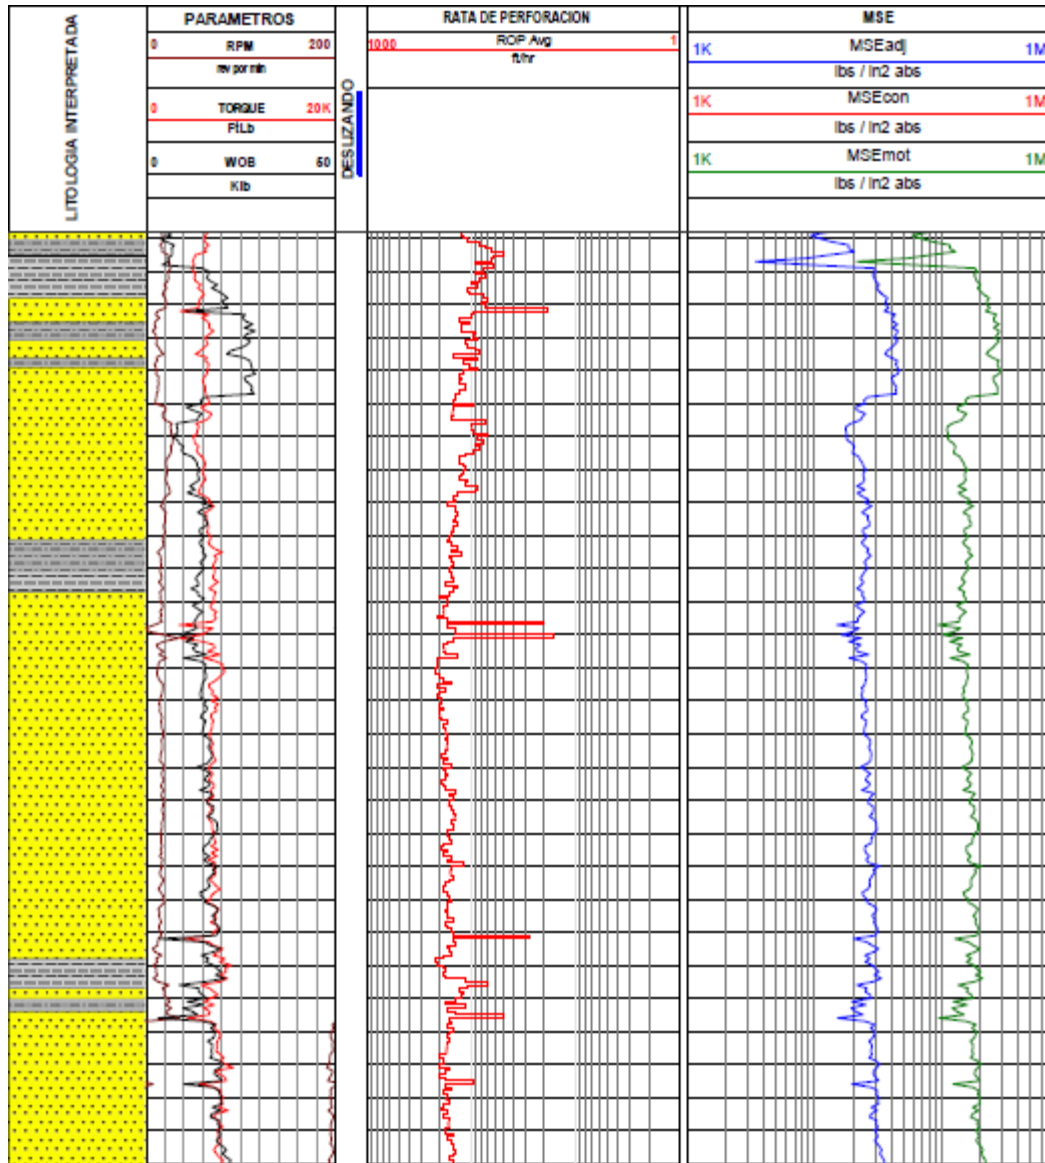 LITOLOGIA INTERPRETADA
PARAMETROS
0 RPM 200
rev por min
0 TORQUE 20K
FtLb
0 WOB 50
Klb
DESLIZANDO
RATA DE PERFORACION
1000 ROP Avg 1
ft/hr
MSE
1K MSEadj 1M
lbs / in2 abs
1K MSEcon 1M
lbs / in2 abs
1K MSEmot 1M
lbs / in2 abs